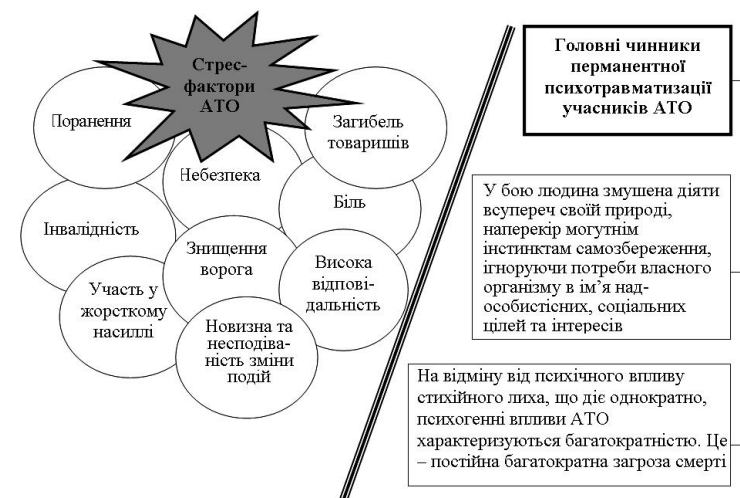 Стрес-
фактори
АТО
Поранення
Загибель
товаришів
Небезпека
Біль
Інвалідність
Знищення
ворога
Висока
відпові-
дальність
Участь у
жорсткому
насиллі
Новизна та
несподіва-
ність зміни
подій
Головні чинники
перманентної
психотравматизації
учасників АТО
У бою людина змушена діяти
всупереч своїй природі,
наперекір могутнім
інстинктам самозбереження,
ігноруючи потреби власного
організму в ім’я над-
особистісних, соціальних
цілей та інтересів
На відміну від психічного впливу
стихійного лиха, що діє однократно,
психогенні впливи АТО
характеризуються багатократністю. Це
– постійна багатократна загроза смерті